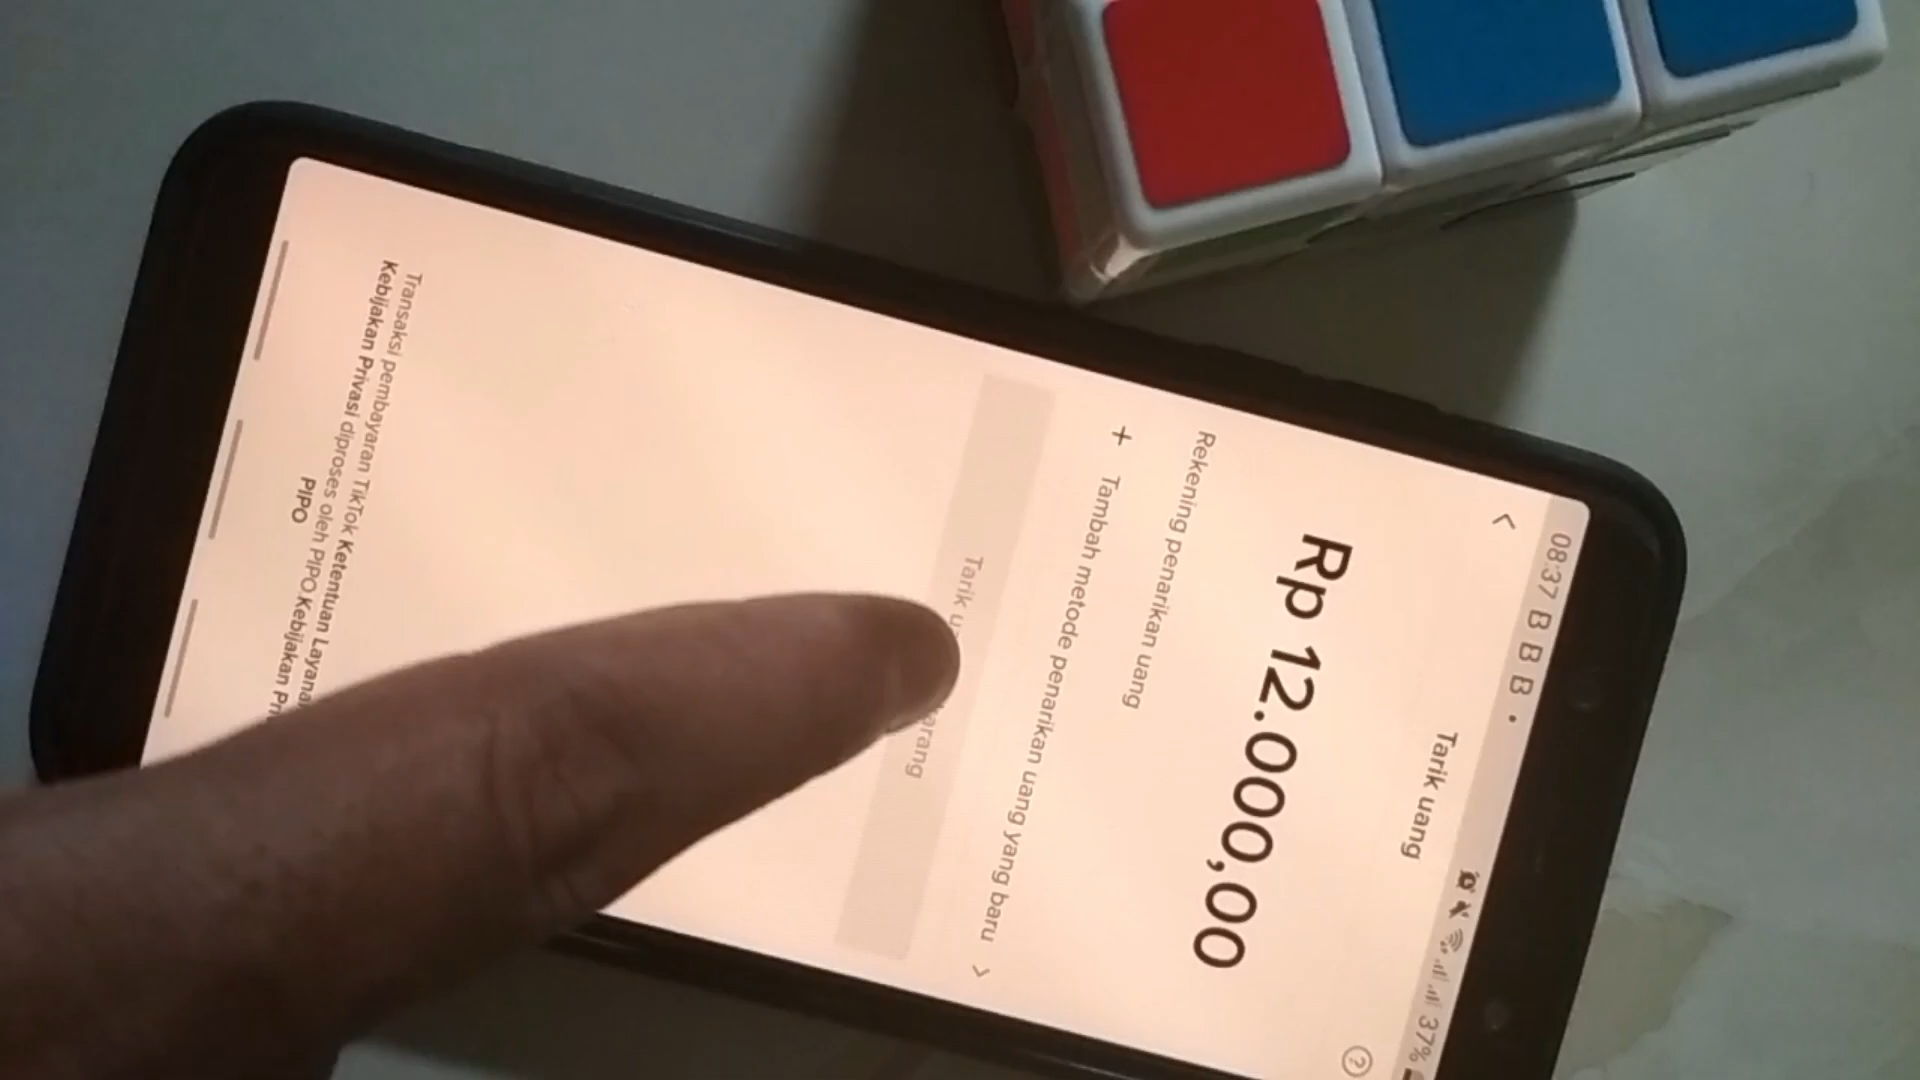 08:37 B B B • 37%
Tarik uang
Rp 12.000,00
Rekening penarikan uang
+ Tambah metode penarikan uang yang baru >
Tarik
Transaksi pembayaran TikTok Ketentuan
Kebijakan Privasi diproses oleh PIPO Kebijakan
PIPO